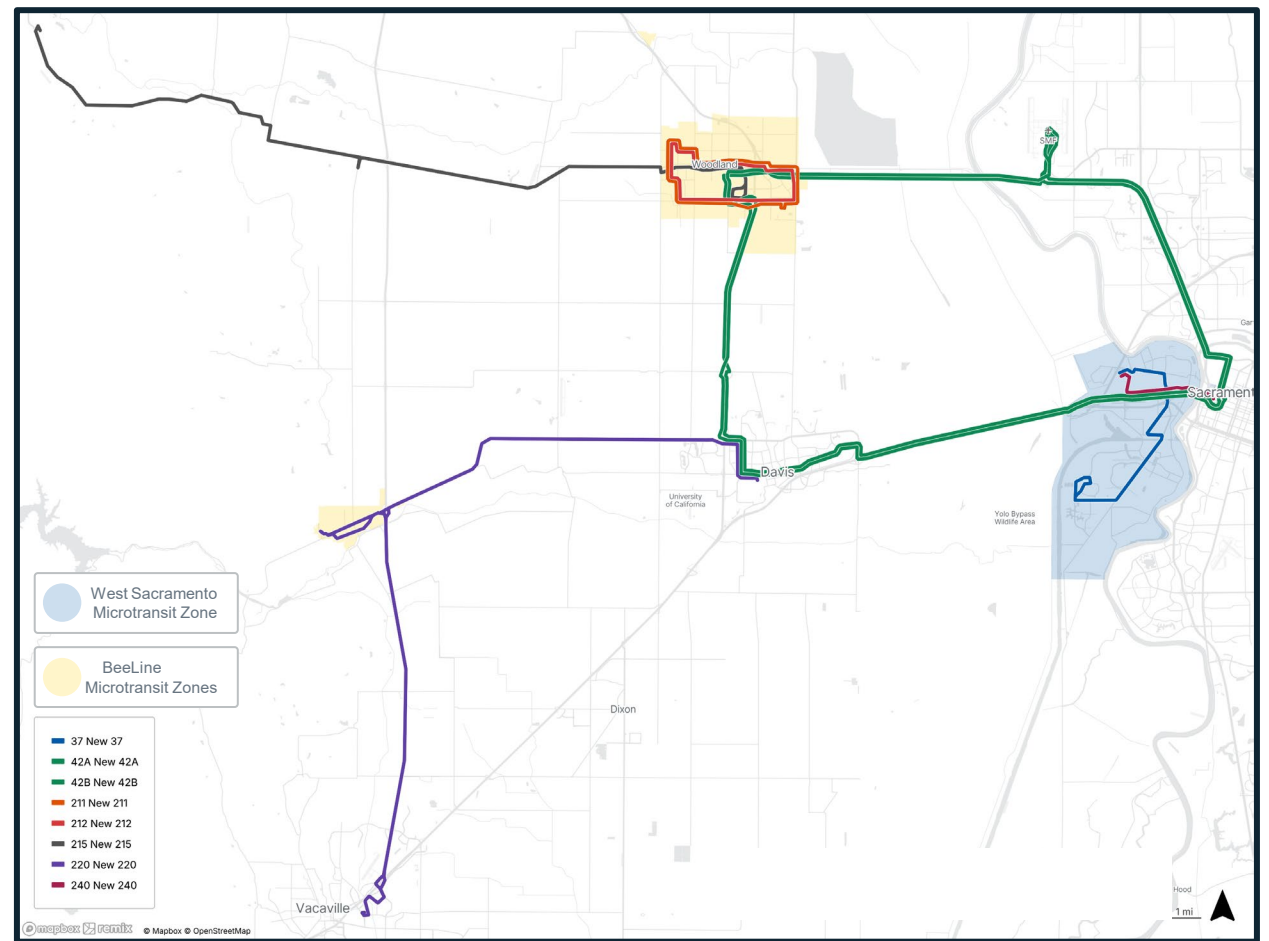 SMF
Woodland
Gar
Sacrament
Davis
University
of California
Yolo Bypass
Wildlife Area
West Sacramento
Microtransit Zone
BeeLine
Microtransit Zones
Dixon
37 New 37
42A New 42A
42B New 42B
211 New 211
212 New 212
215 New 215
220 New 220
240 New 240
Hood
Vacaville
1 mi
mapbox remix © Mapbox © OpenStreetMap